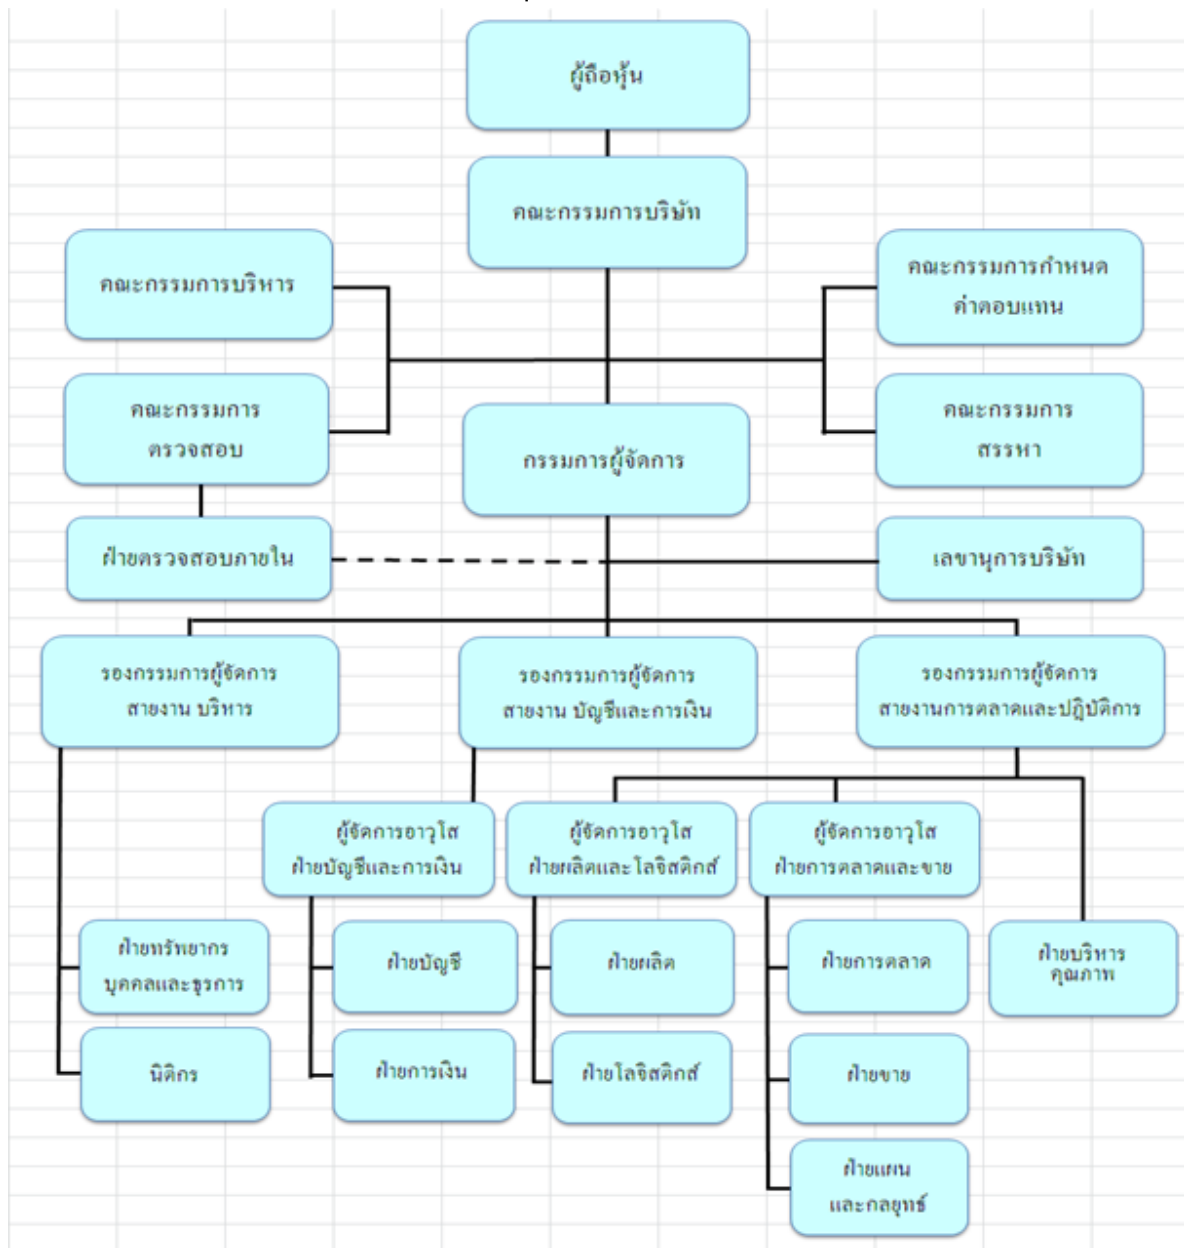 ผู้ถือหุ้น
คณะกรรมการบริษัท
คณะกรรมการบริหาร
คณะกรรมการกำหนด
ค่าตอบแทน
คณะกรรมการ
ตรวจสอบ
กรรมการผู้จัดการ
คณะกรรมการ
สรรหา
ฝ่ายตรวจสอบภายใน
เลขานุการบริษัท
รองกรรมการผู้จัดการ
สายงาน บริหาร
รองกรรมการผู้จัดการ
สายงาน บัญชีและการเงิน
รองกรรมการผู้จัดการ
สายงานการตลาดและปฏิบัติการ
ผู้จัดการอาวุโส
ฝ่ายบัญชีและการเงิน
ผู้จัดการอาวุโส
ฝ่ายผลิตและโลจิสติกส์
ผู้จัดการอาวุโส
ฝ่ายการตลาดและขาย
ฝ่ายทรัพยากร
บุคคลและธุรการ
ฝ่ายบัญชี
ฝ่ายผลิต
ฝ่ายการตลาด
ฝ่ายบริหาร
คุณภาพ
นิติกร
ฝ่ายการเงิน
ฝ่ายโลจิสติกส์
ฝ่ายขาย
ฝ่ายแผน
และกลยุทธ์